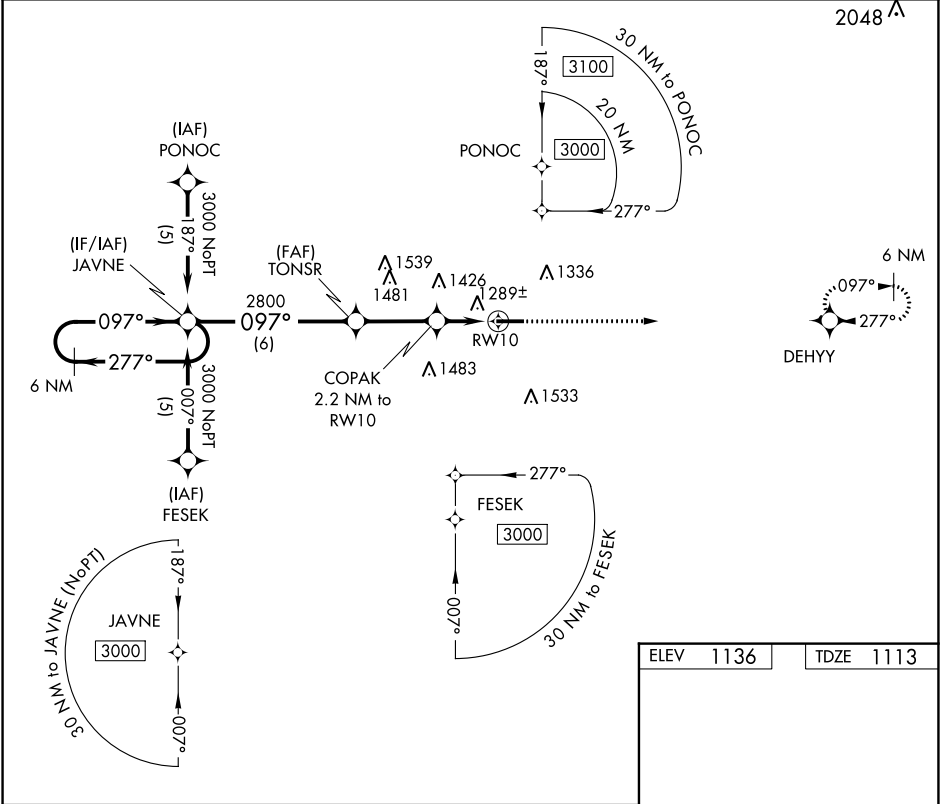 2048
30 NM to PONOC
187°
3100
20 NM
PONOC
3000
277°
(IAF)
PONOC
3000 NoPT
187°
(5)
(IF/IAF)
JAVNE
(FAF)
TONSR
1539
1481
1426
1289±
1336
6 NM
097°
277°
DEHYY
097°
2800
097°
(6)
RW10
277°
6 NM
COPAK
2.2 NM to
RW10
1483
1533
3000 NoPT
007°
(5)
(IAF)
FESEK
277°
FESEK
3000
007°
30 NM to FESEK
30 NM to JAVNE (NoPT)
187°
JAVNE
3000
007°
ELEV 1136
TDZE 1113